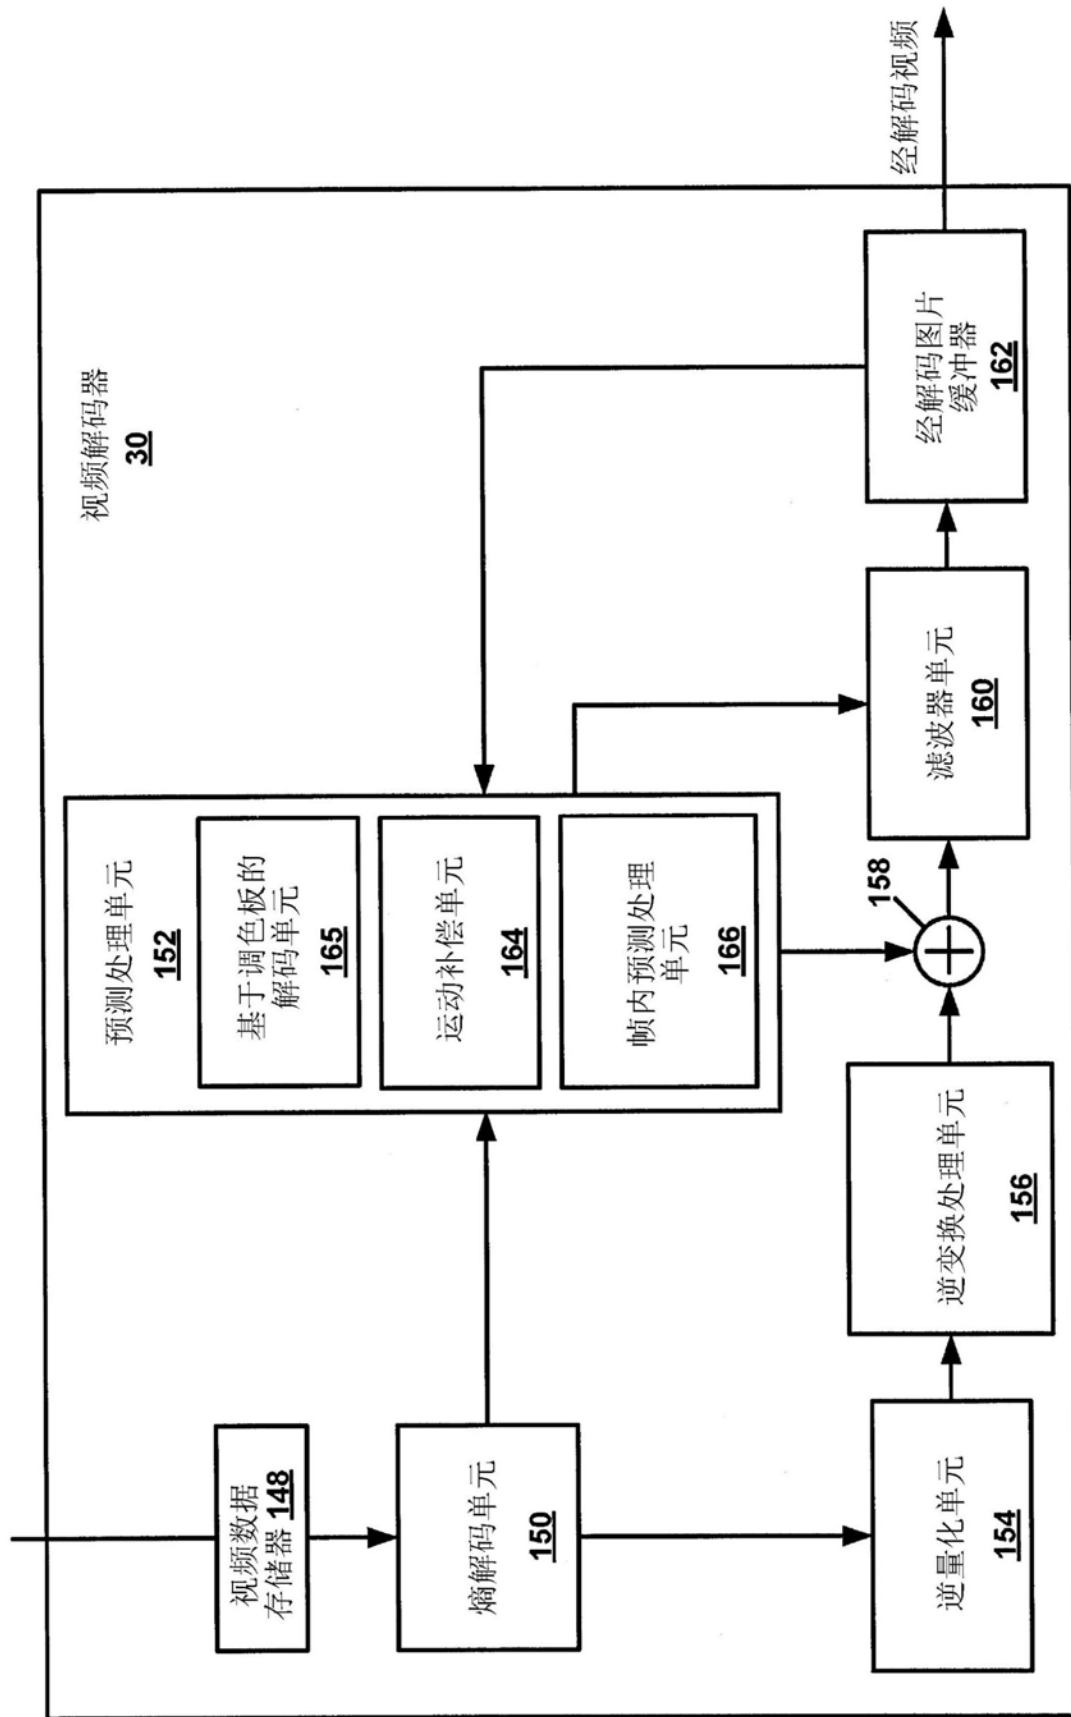 视频解码器
30
视频数据
存储器 148
熵解码单元
150
预测处理单元
152
基于调色板的
解码单元
165
运动补偿单元
164
帧内预测处理
单元
166
逆量化单元
154
逆变换处理单元
156
158
滤波器单元
160
经解码图片
缓冲器
162
经解码视频